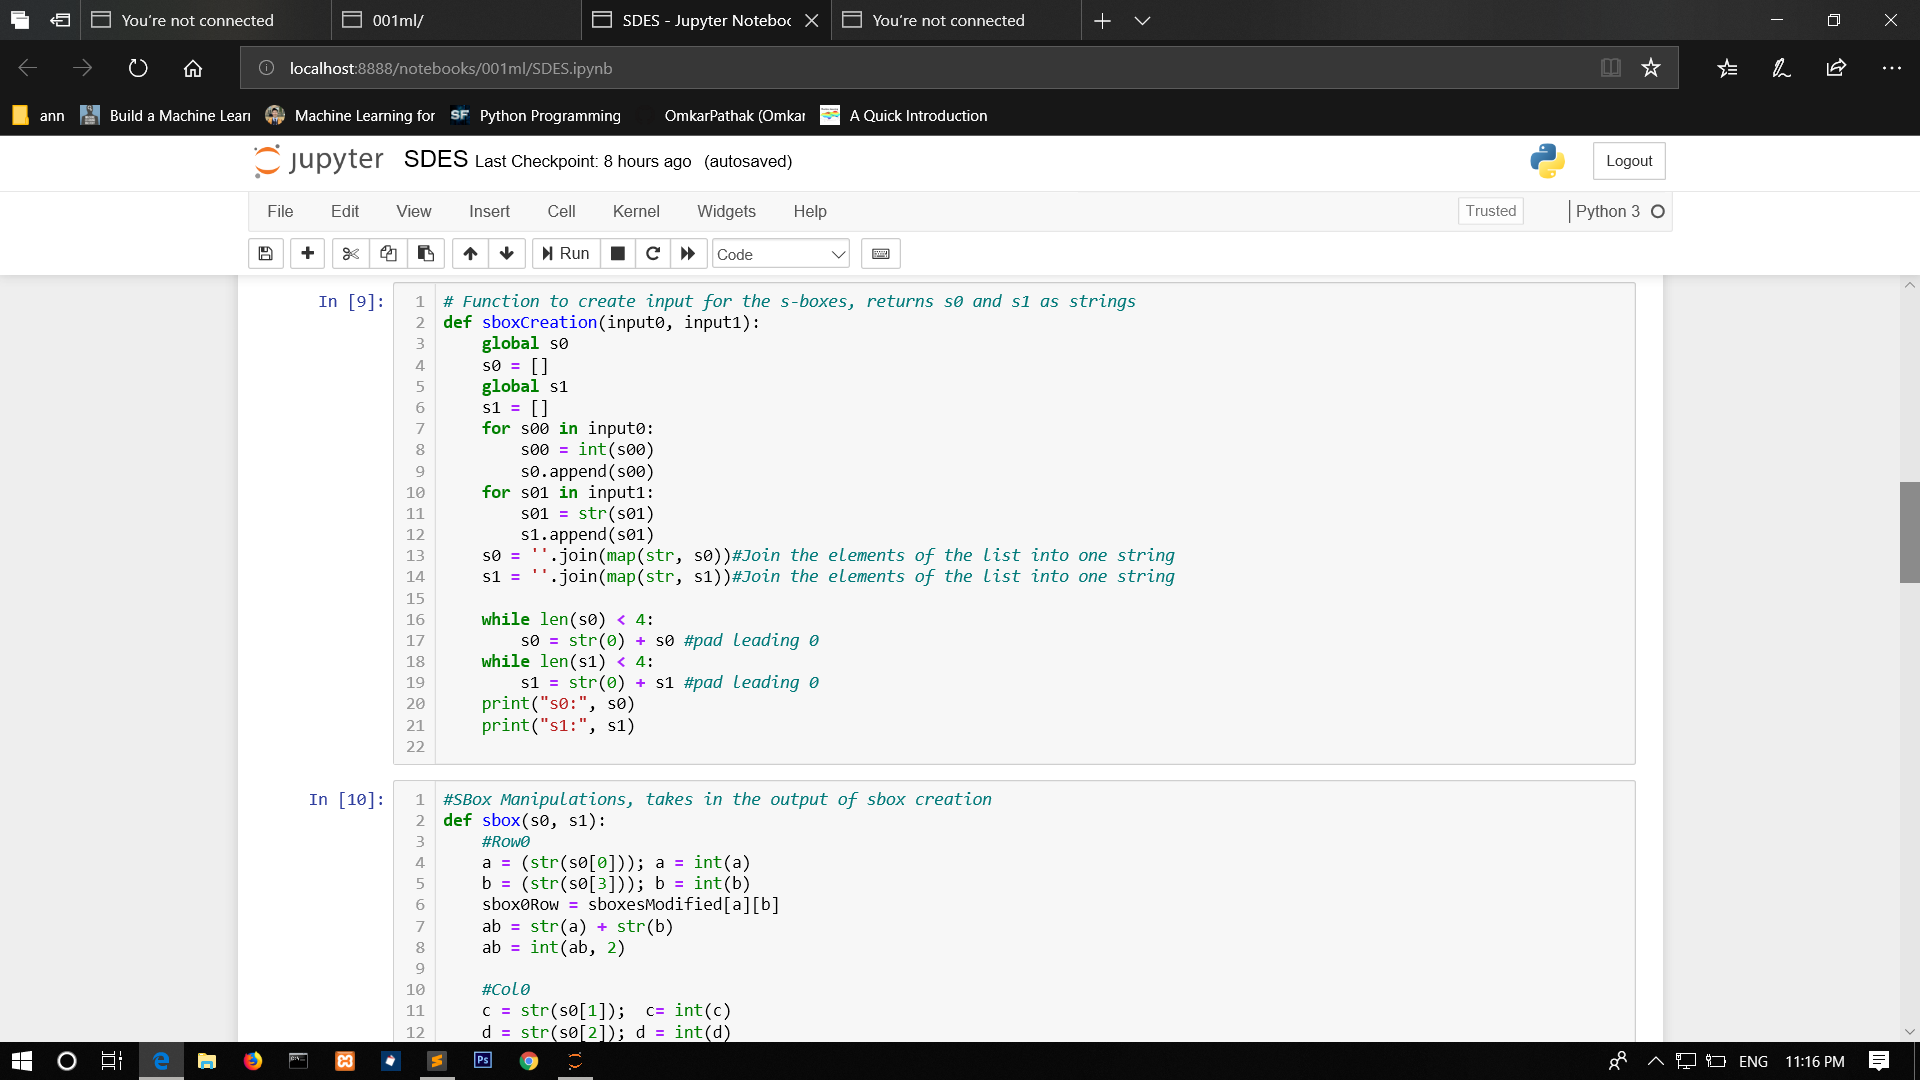 You're not connected
001ml/
SDES - Jupyter Noteboo
You're not connected
localhost:8888/notebooks/001ml/SDES.ipynb
ann
Build a Machine Learn
Machine Learning for
SF
Python Programming
OmkarPathak (Omkar
A Quick Introduction
jupyter
SDES Last Checkpoint: 8 hours ago (autosaved)
Logout
File Edit View Insert Cell Kernel Widgets Help
Trusted
Python 3
Run
Code
In [9]:
1 # Function to create input for the s-boxes, returns s0 and s1 as strings
2 def sboxCreation(input0, input1):
3     global s0
4     s0 = []
5     global s1
6     s1 = []
7     for s00 in input0:
8         s00 = int(s00)
9         s0.append(s00)
10     for s01 in input1:
11         s01 = str(s01)
12         s1.append(s01)
13     s0 = ''.join(map(str, s0))#Join the elements of the list into one string
14     s1 = ''.join(map(str, s1))#Join the elements of the list into one string
15
16     while len(s0) < 4:
17         s0 = str(0) + s0 #pad leading 0
18     while len(s1) < 4:
19         s1 = str(0) + s1 #pad leading 0
20     print("s0:", s0)
21     print("s1:", s1)
22
In [10]:
1 #SBox Manipulations, takes in the output of sbox creation
2 def sbox(s0, s1):
3     #Row0
4     a = (str(s0[0])); a = int(a)
5     b = (str(s0[3])); b = int(b)
6     sbox0Row = sboxesModified[a][b]
7     ab = str(a) + str(b)
8     ab = int(ab, 2)
9
10     #Col0
11     c = str(s0[1]);  c= int(c)
12     d = str(s0[2]); d = int(d)
Ps
ENG
11:16 PM